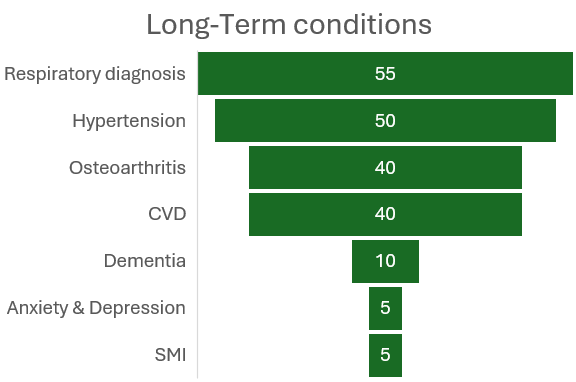 Long-Term conditions
Respiratory diagnosis 55
Hypertension 50
Osteoarthritis 40
CVD 40
Dementia 10
Anxiety & Depression 5
SMI 5